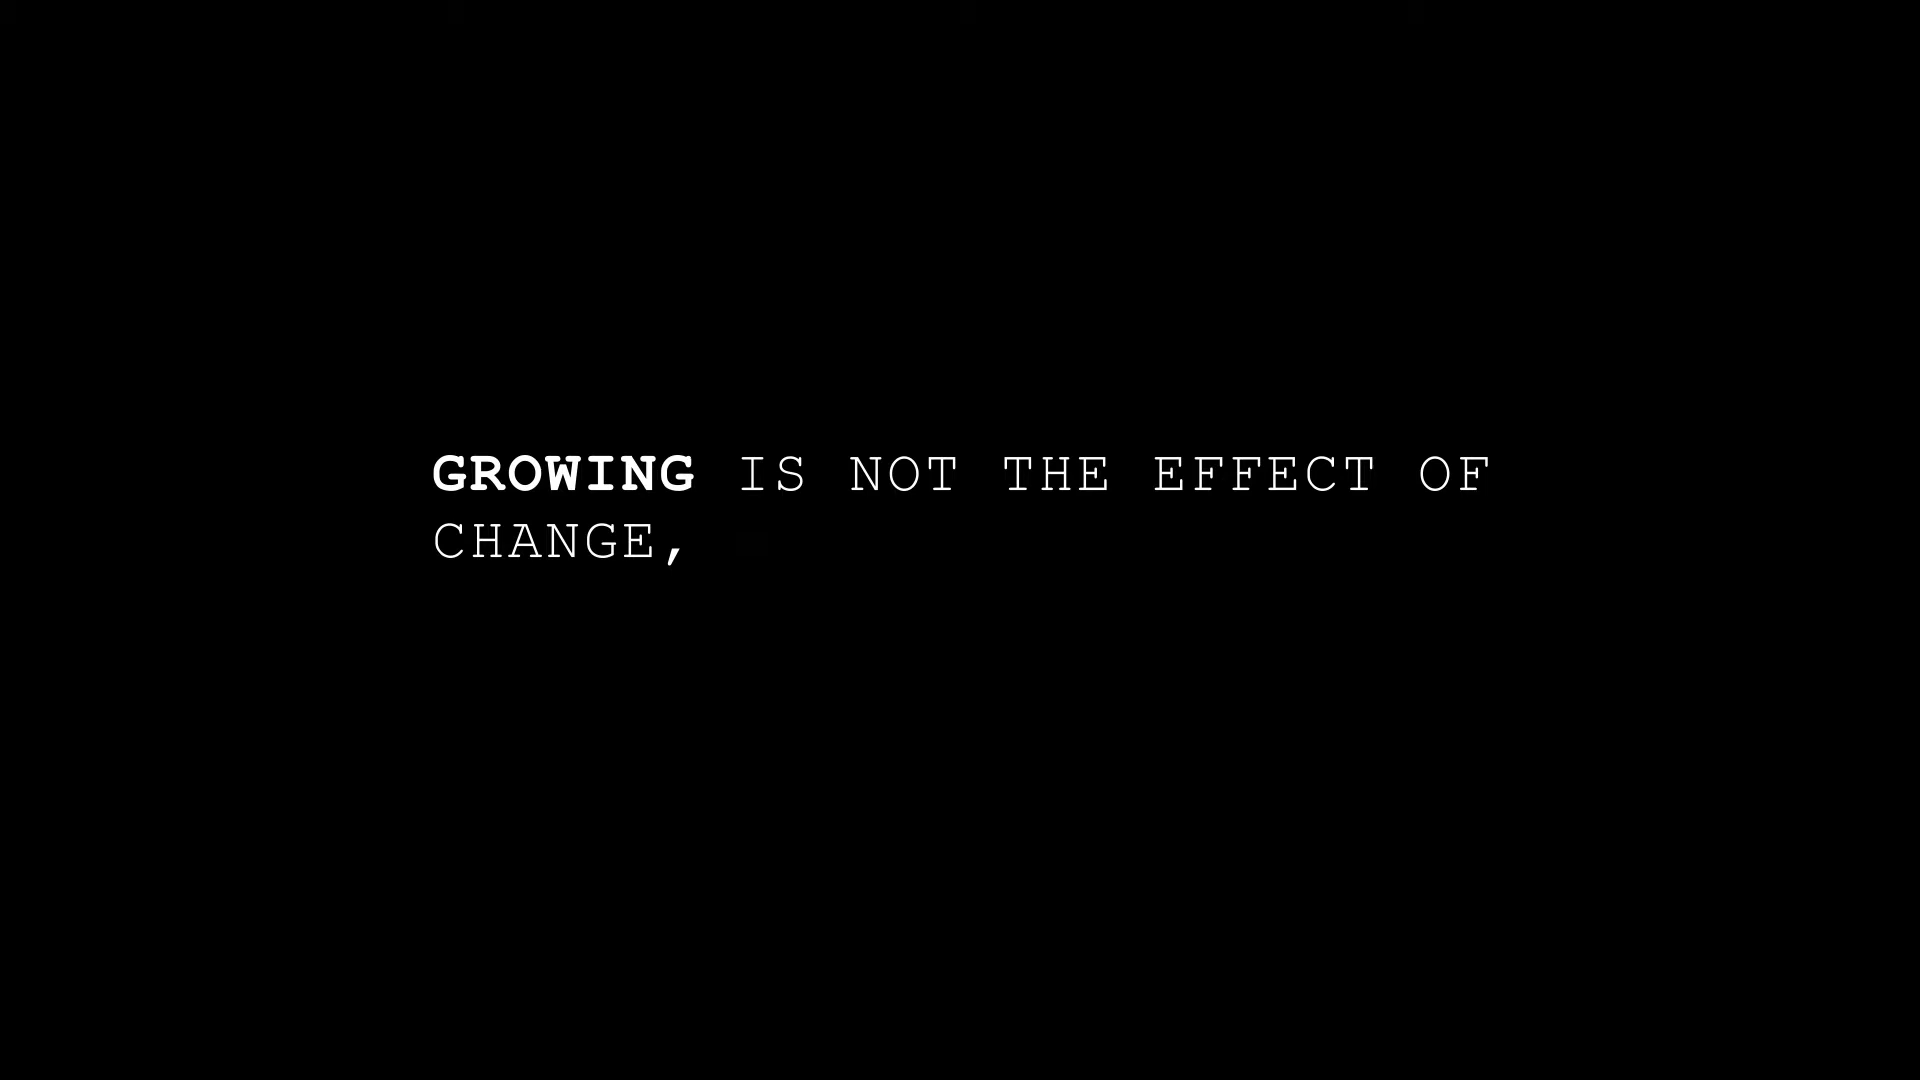 GROWING IS NOT THE EFFECT OF
CHANGE,